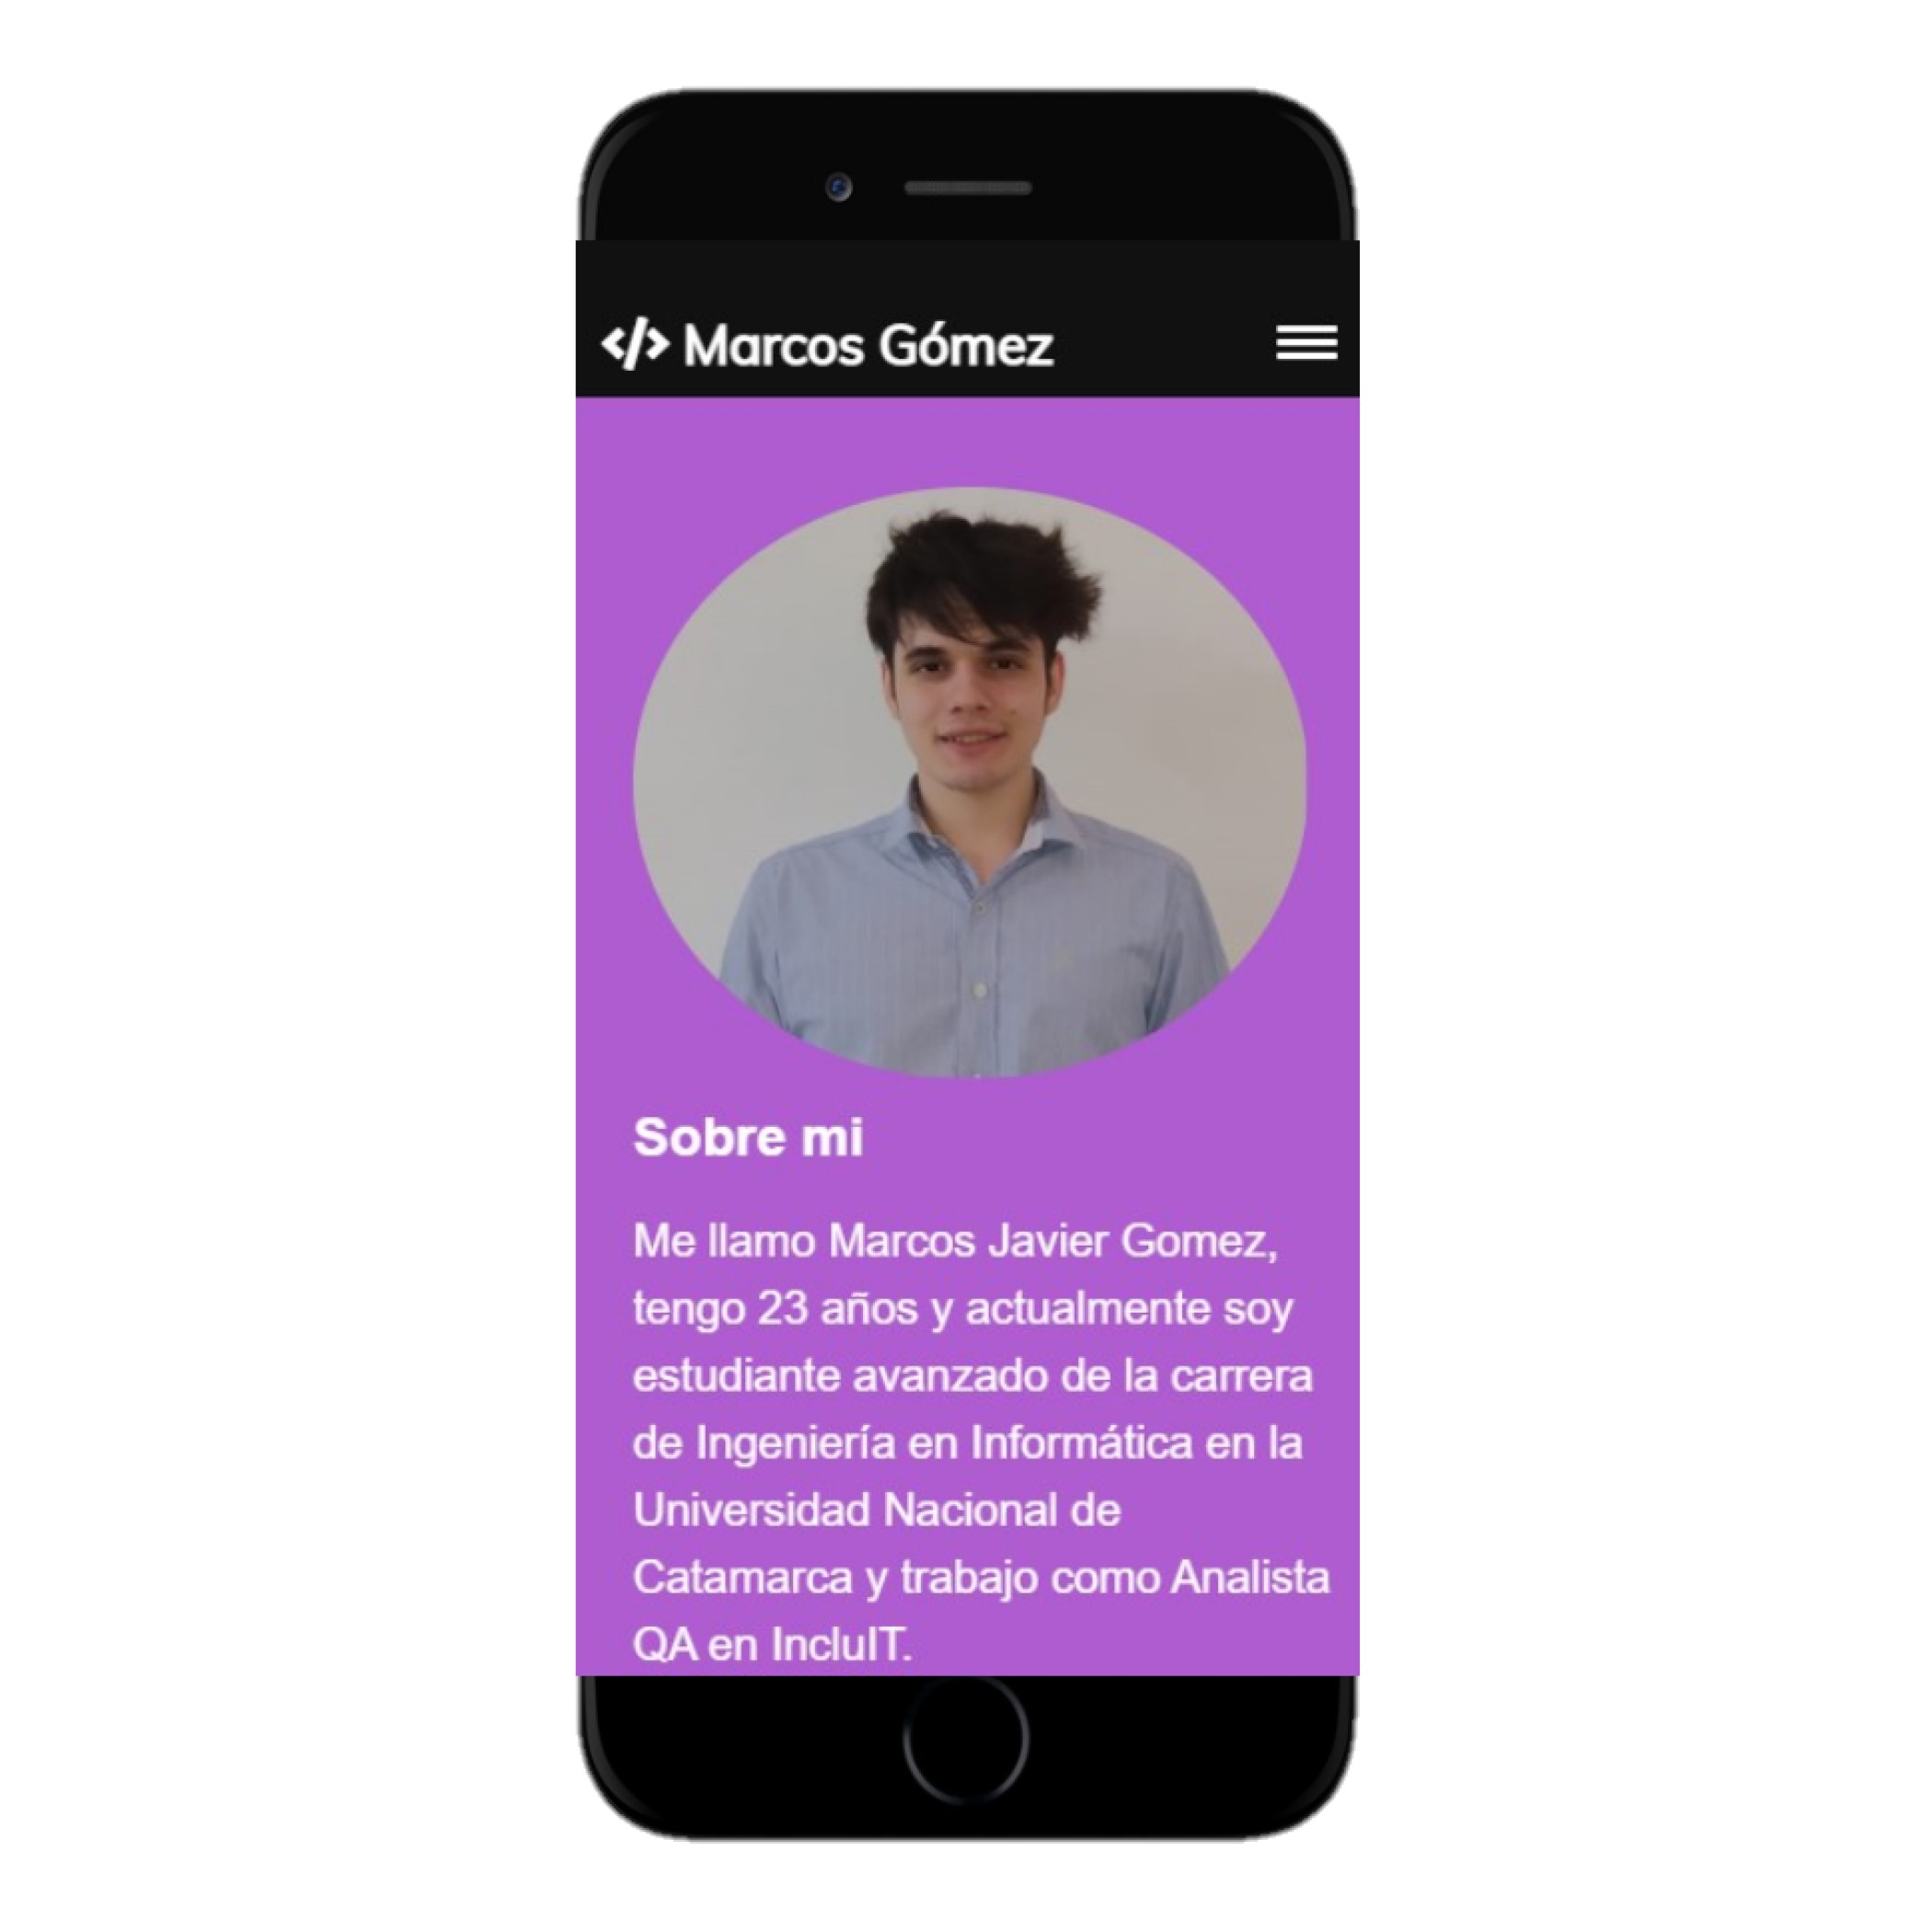 </> Marcos Gómez
Sobre mi
Me llamo Marcos Javier Gomez,
tengo 23 años y actualmente soy
estudiante avanzado de la carrera
de Ingeniería en Informática en la
Universidad Nacional de
Catamarca y trabajo como Analista
QA en IncluIT.